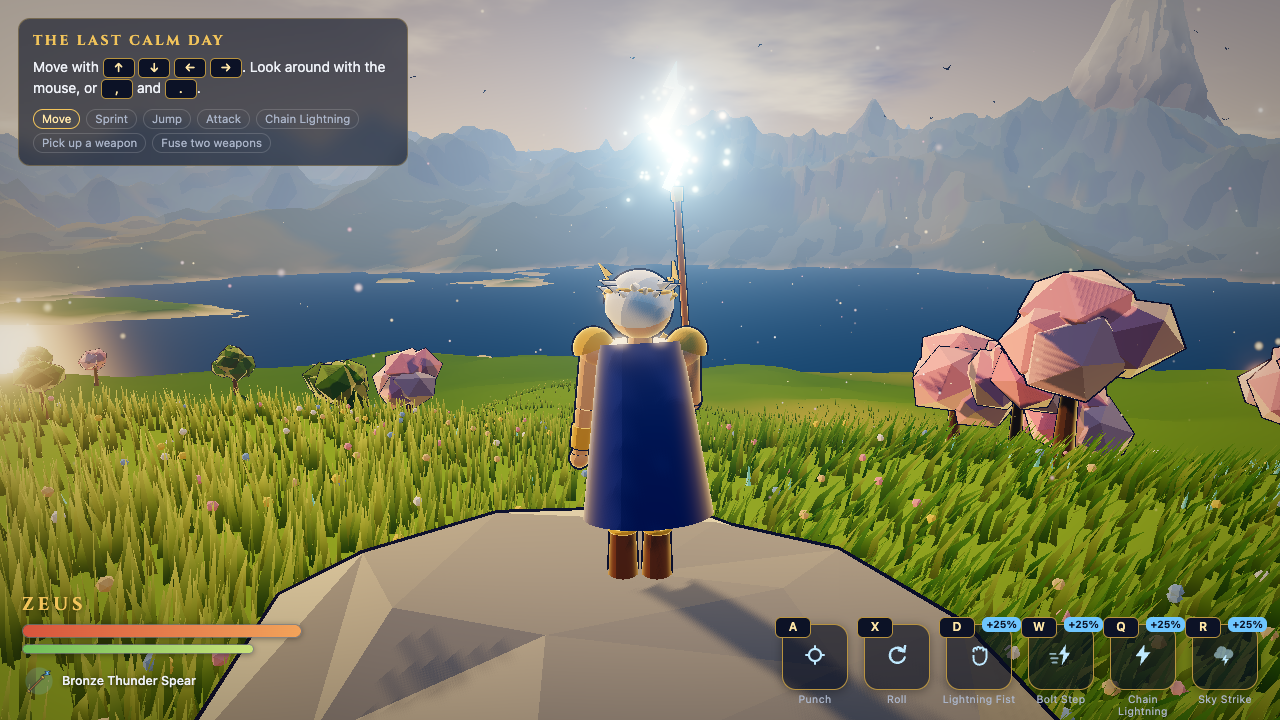 THE LAST CALM DAY
Move with ↑ ↓ ← →. Look around with the
mouse, or , and . .
Move Sprint Jump Attack Chain Lightning
Pick up a weapon Fuse two weapons
ZEUS
Bronze Thunder Spear
A X D +25% W +25% Q +25% R +25%
Punch Roll Lightning Fist Bolt Step Chain Sky Strike
Lightning